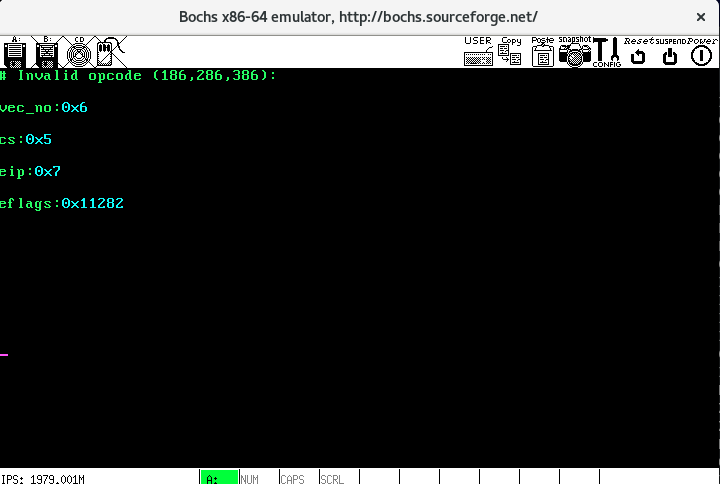 Bochs x86-64 emulator, http://bochs.sourceforge.net/
A: B: CD USER Copy Paste snapshot CONFIG Reset SUSPEND Power
# Invalid opcode (186,286,386):
vec_no:0x6
cs:0x5
eip:0x7
eflags:0x11282
IPS: 1979.001M A: NUM CAPS SCRL